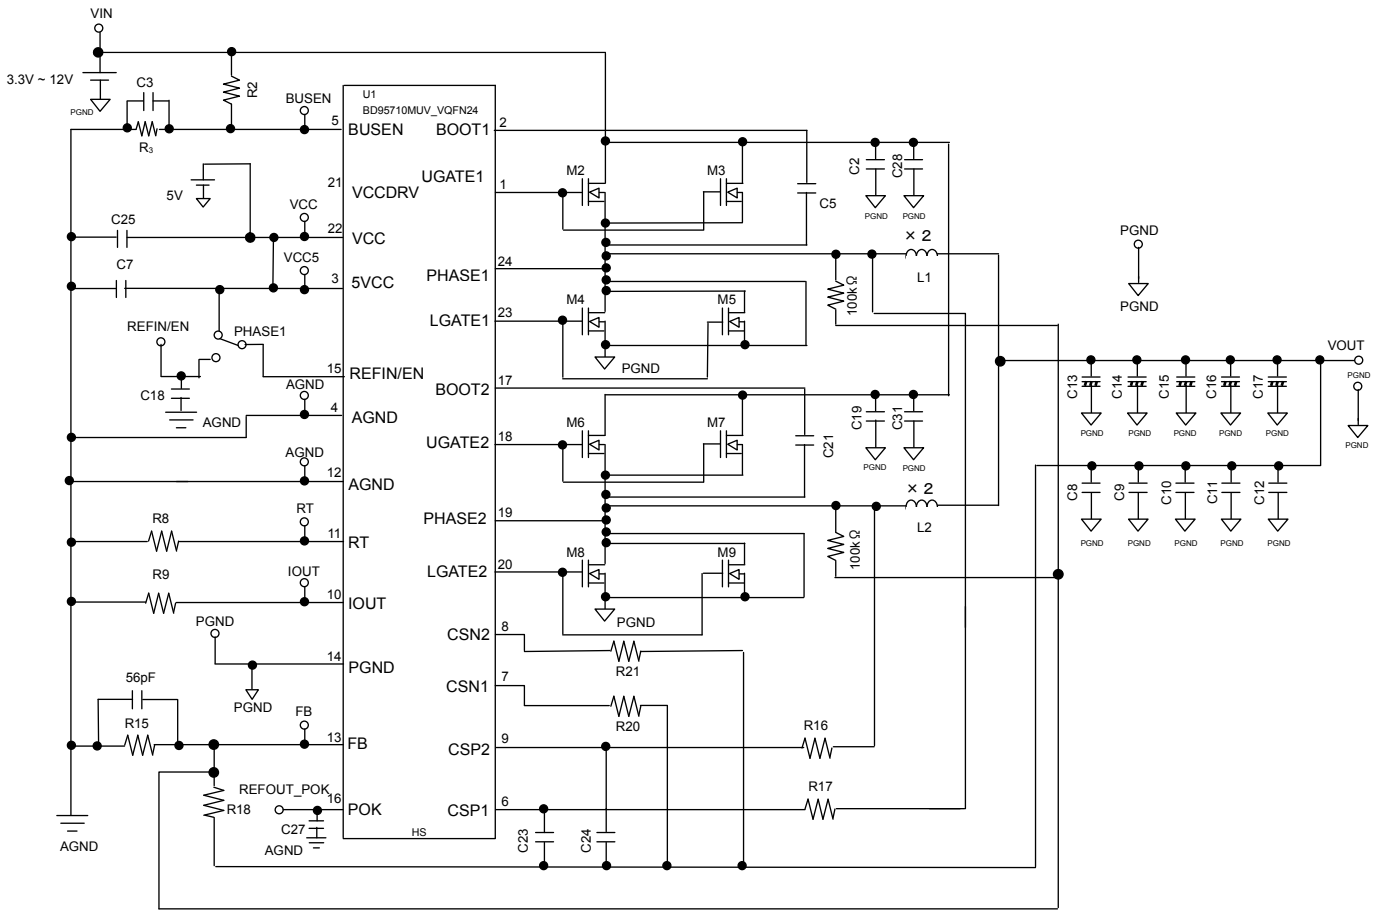 VIN
3.3V ~ 12V
PGND
C3
R₃
R2
BUSEN
5
U1
BD95710MUV_VQFN24
BUSEN
BOOT1
2
5V
21
VCCDRV
UGATE1
1
M2
M3
C5
C2
C28
PGND
PGND
C25
VCC
22
VCC
C7
VCC5
3
5VCC
PHASE1
24
× 2
L1
100kΩ
PGND
PGND
LGATE1
23
M4
M5
PGND
REFIN/EN
PHASE1
C18
AGND
15
REFIN/EN
AGND
4
AGND
BOOT2
17
VOUT
PGND
PGND
C13
C14
C15
C16
C17
PGND
PGND
PGND
PGND
PGND
UGATE2
18
M6
M7
C21
C19
C31
PGND
PGND
AGND
12
AGND
C8
C9
C10
C11
C12
PGND
PGND
PGND
PGND
PGND
R8
RT
11
RT
PHASE2
19
× 2
L2
100kΩ
R9
IOUT
10
IOUT
LGATE2
20
M8
M9
PGND
PGND
14
PGND
PGND
CSN2
8
R21
CSN1
7
R20
56pF
R15
FB
13
FB
CSP2
9
R16
R18
REFOUT_POK
16
POK
C27
AGND
CSP1
6
R17
C23
C24
HS
AGND